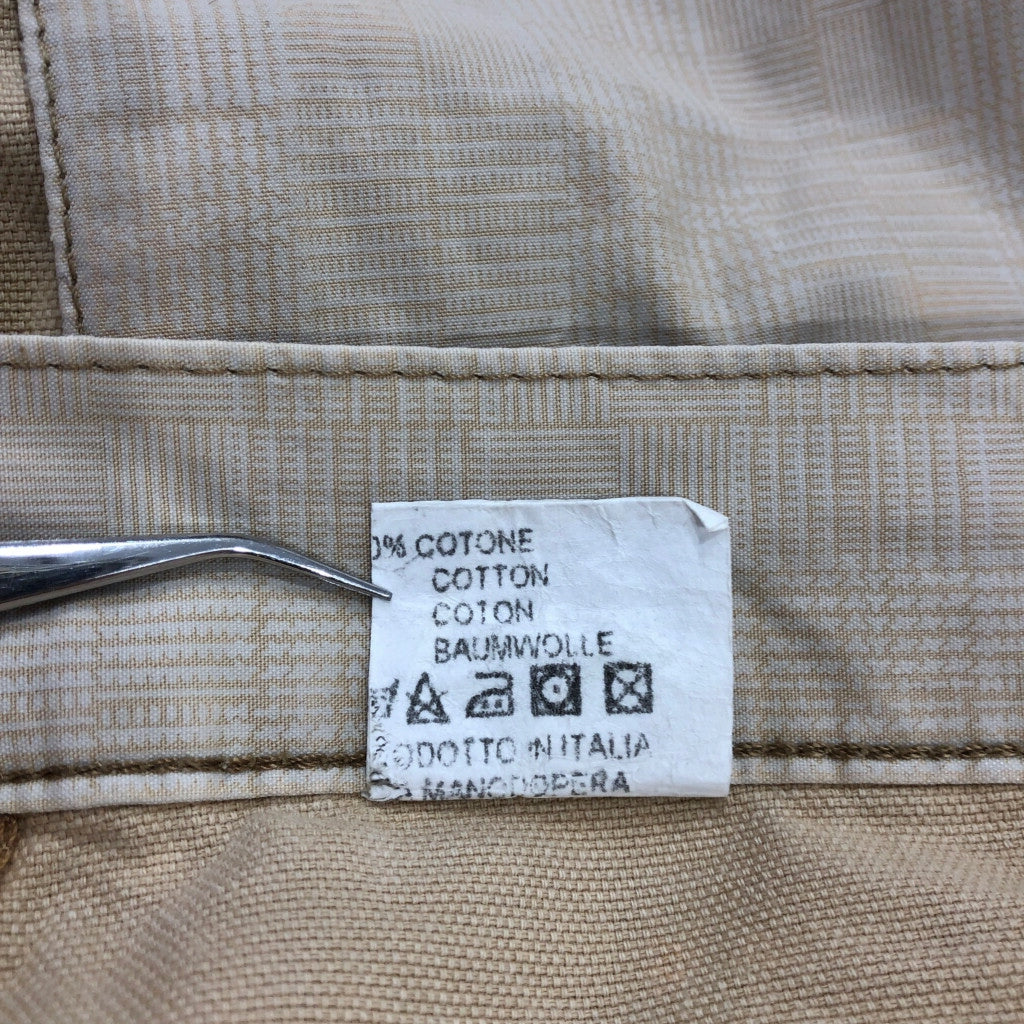 0% COTONE
COTTON
COTON
BAUMWOLLE
ODOTTO IN ITALIA
MANODOPERA